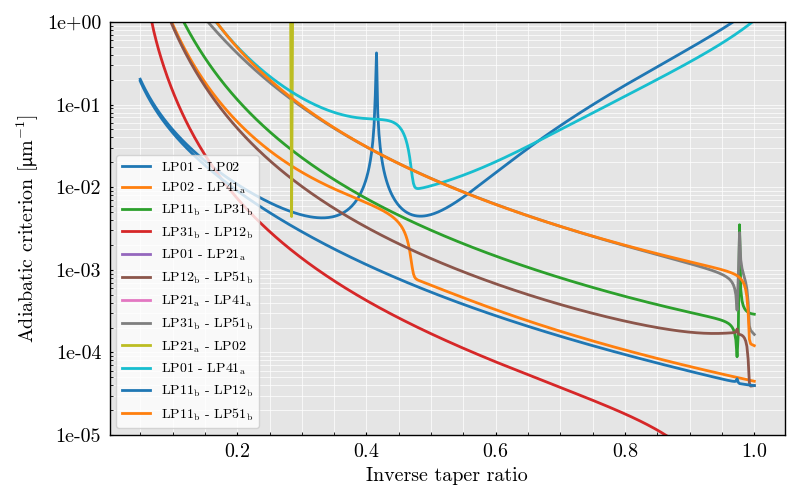 1e+00
1e-01
1e-02
1e-03
1e-04
1e-05
Adiabatic criterion [µm⁻¹]
LP01 - LP02
LP02 - LP41ₐ
LP11b - LP31b
LP31b - LP12b
LP01 - LP21ₐ
LP12b - LP51b
LP21ₐ - LP41ₐ
LP31b - LP51b
LP21ₐ - LP02
LP01 - LP41ₐ
LP11b - LP12b
LP11b - LP51b
0.2 0.4 0.6 0.8 1.0
Inverse taper ratio